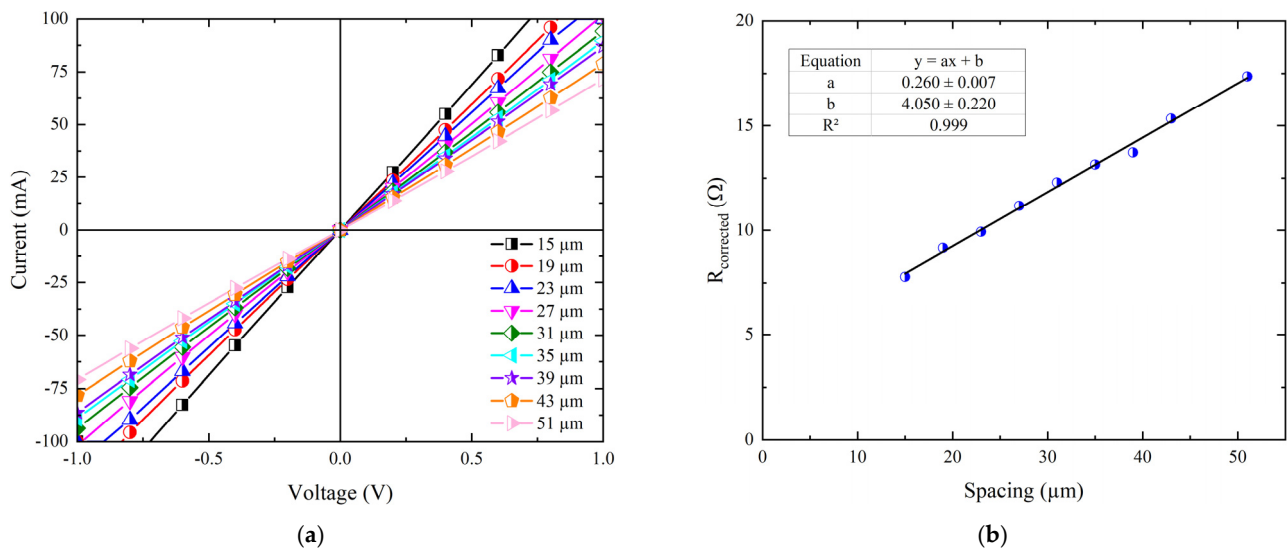 100
75
50
25
0
-25
-50
-75
-100
Current (mA)
-1.0 -0.5 0.0 0.5 1.0
Voltage (V)
15 µm
19 µm
23 µm
27 µm
31 µm
35 µm
39 µm
43 µm
51 µm
(a)
20
15
10
5
0
Rcorrected (Ω)
Equation y = ax + b
a 0.260 ± 0.007
b 4.050 ± 0.220
R² 0.999
0 10 20 30 40 50
Spacing (µm)
(b)